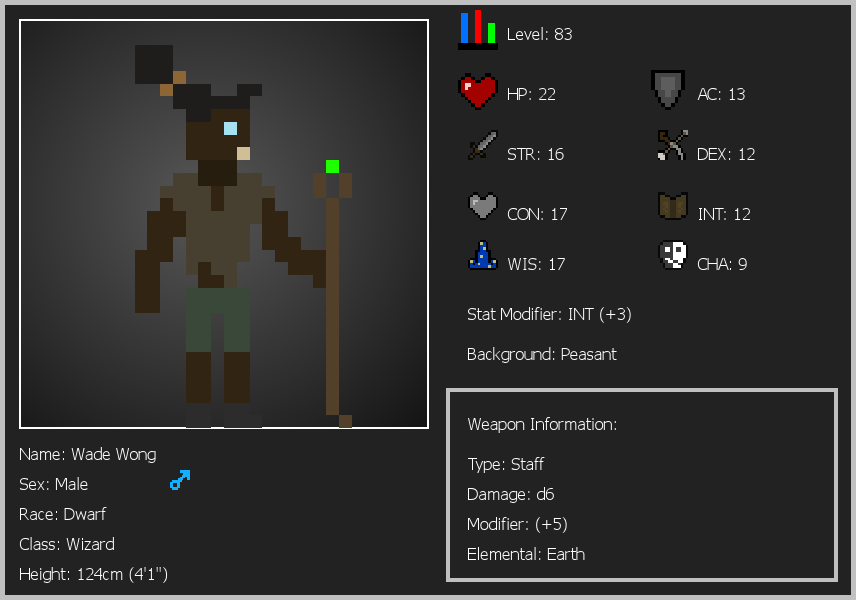 Level: 83
HP: 22
AC: 13
STR: 16
DEX: 12
CON: 17
INT: 12
WIS: 17
CHA: 9
Stat Modifier: INT (+3)
Background: Peasant
Weapon Information:
Type: Staff
Damage: d6
Modifier: (+5)
Elemental: Earth
Name: Wade Wong
Sex: Male
Race: Dwarf
Class: Wizard
Height: 124cm (4'1")